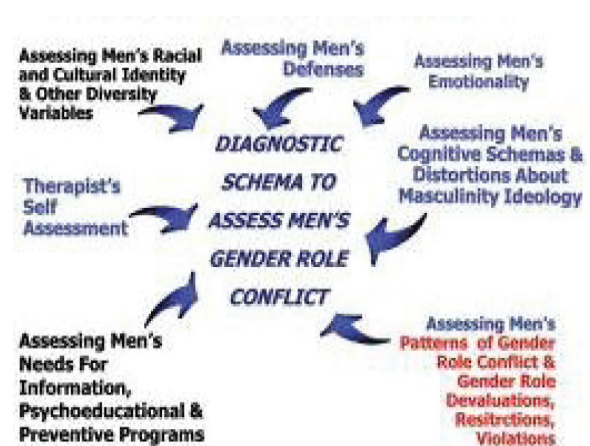 Assessing Men's Racial
and Cultural Identity
& Other Diversity
Variables
Assessing Men's
Defenses
Assessing Men's
Emotionality
Assessing Men's
Cognitive Schemas &
Distortions About
Masculinity Ideology
Therapist's
Self
Assessment
DIAGNOSTIC
SCHEMA TO
ASSESS MEN'S
GENDER ROLE
CONFLICT
Assessing Men's
Needs For
Information,
Psychoeducational &
Preventive Programs
Assessing Men's
Patterns of Gender
Role Conflict &
Gender Role
Devaluations,
Resitrctions,
Violations